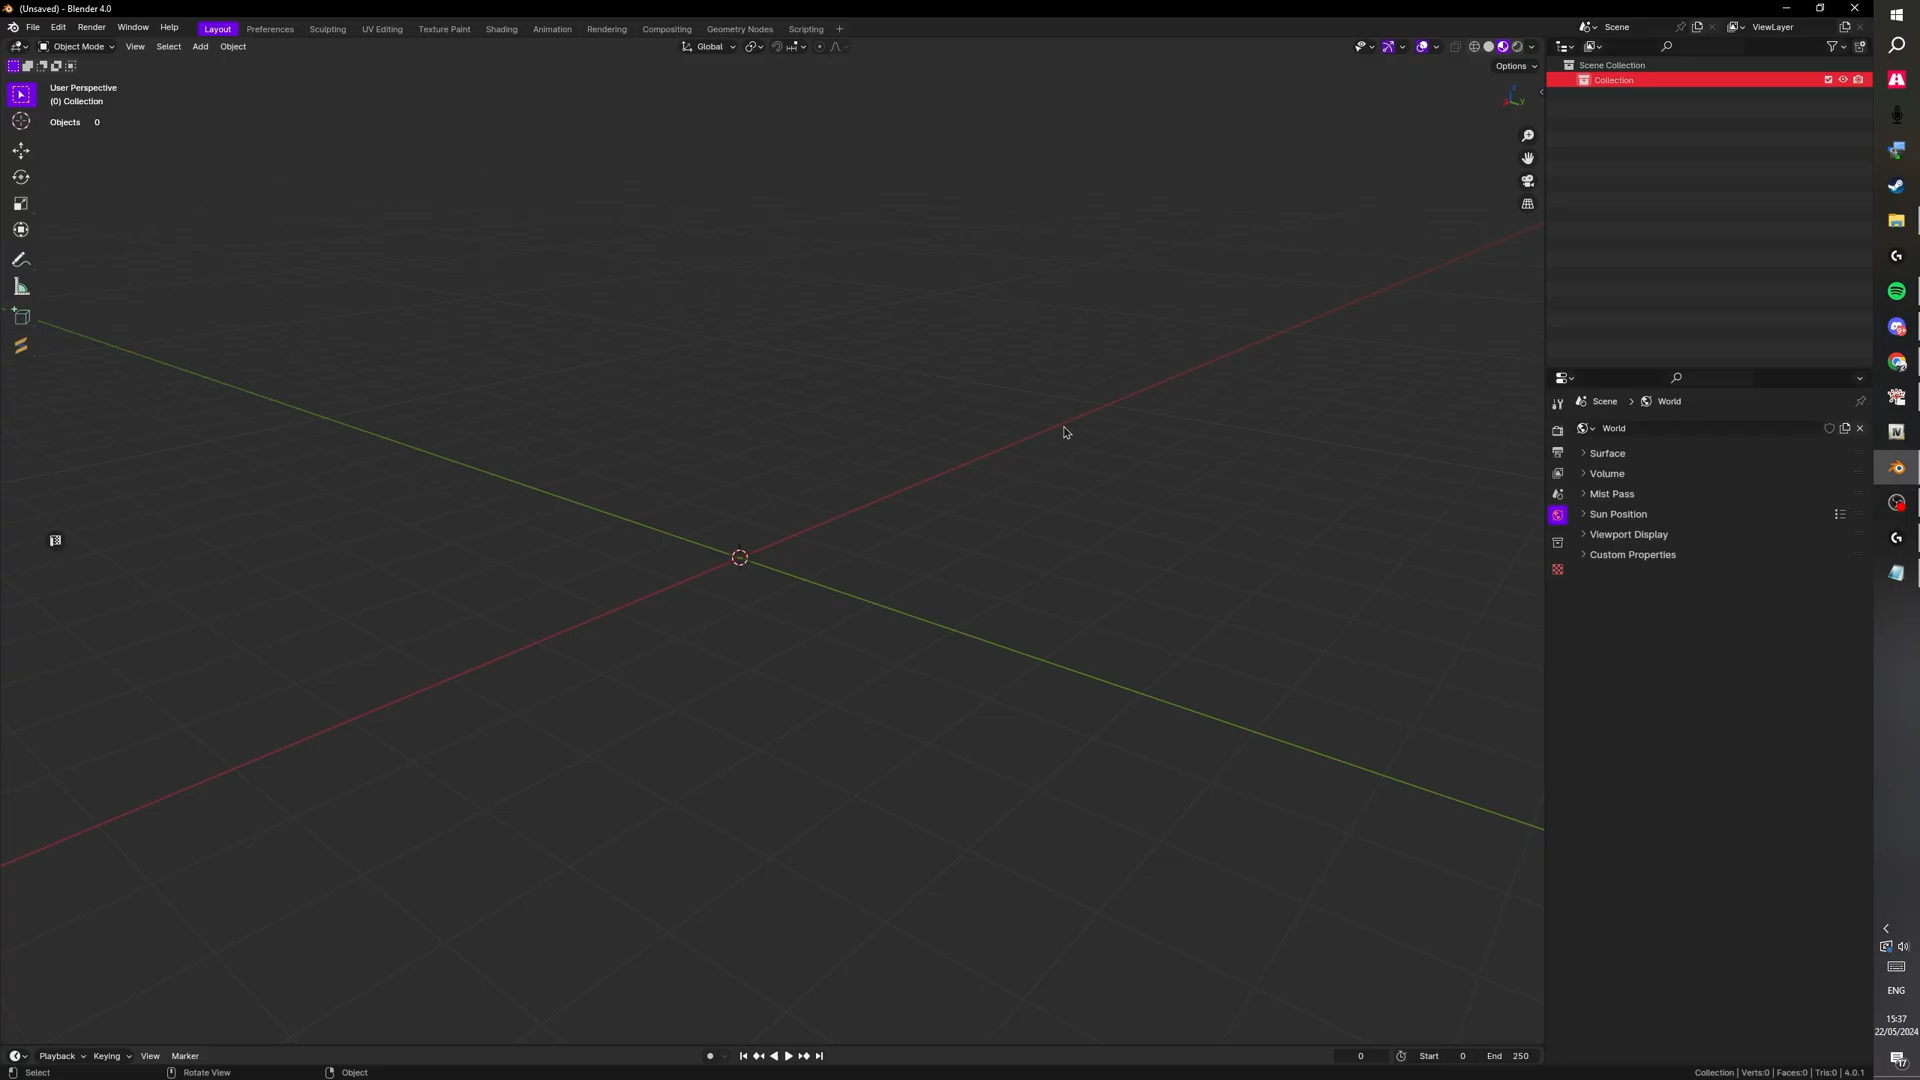 (Unsaved) - Blender 4.0
File Edit Render Window Help Layout Preferences Sculpting UV Editing Texture Paint Shading Animation Rendering Compositing Geometry Nodes Scripting + Scene ViewLayer
Object Mode View Select Add Object Global
Options
User Perspective
(0) Collection
Objects 0
Z
Y
Scene Collection
Collection
Scene > World
World
Surface
Volume
Mist Pass
Sun Position
Viewport Display
Custom Properties
ENG
15:37
22/05/2024
17
Playback Keying View Marker 0 Start 0 End 250
Select Rotate View Object Collection | Verts:0 | Faces:0 | Tris:0 | 4.0.1